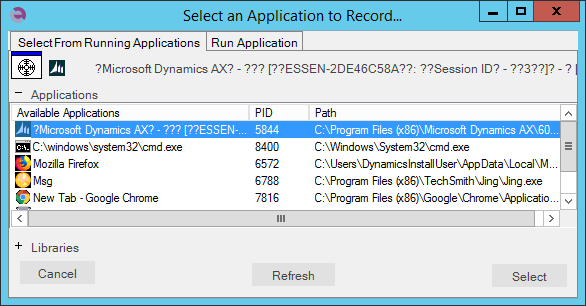 Select an Application to Record...
Select From Running Applications Run Application
?Microsoft Dynamics AX? - ??? [??ESSEN-2DE46C58A??: ??Session ID? - ??3??]? - [
Applications
Available Applications PID Path
?Microsoft Dynamics AX? - ??? [??ESSEN-... 5844 C:\Program Files (x86)\Microsoft Dynamics AX\60...
C:\windows\system32\cmd.exe 8400 C:\Windows\System32\cmd.exe
Mozilla Firefox 6572 C:\Users\DynamicsInstallUser\AppData\Local\M...
Msg 6788 C:\Program Files (x86)\TechSmith\Jing\Jing.exe
New Tab - Google Chrome 7816 C:\Program Files (x86)\Google\Chrome\Applicatio...
Libraries
Cancel Refresh Select